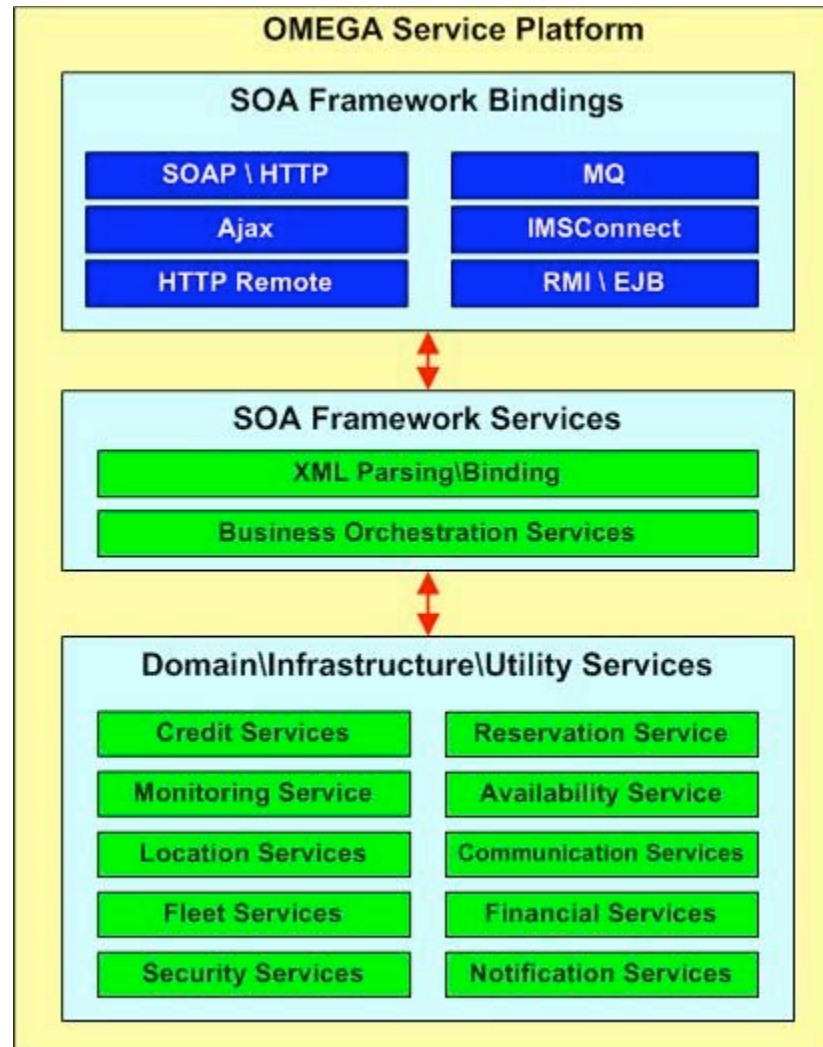 OMEGA Service Platform
SOA Framework Bindings
SOAP \ HTTP
MQ
Ajax
IMSConnect
HTTP Remote
RMI \ EJB
SOA Framework Services
XML Parsing\Binding
Business Orchestration Services
Domain\Infrastructure\Utility Services
Credit Services
Reservation Service
Monitoring Service
Availability Service
Location Services
Communication Services
Fleet Services
Financial Services
Security Services
Notification Services